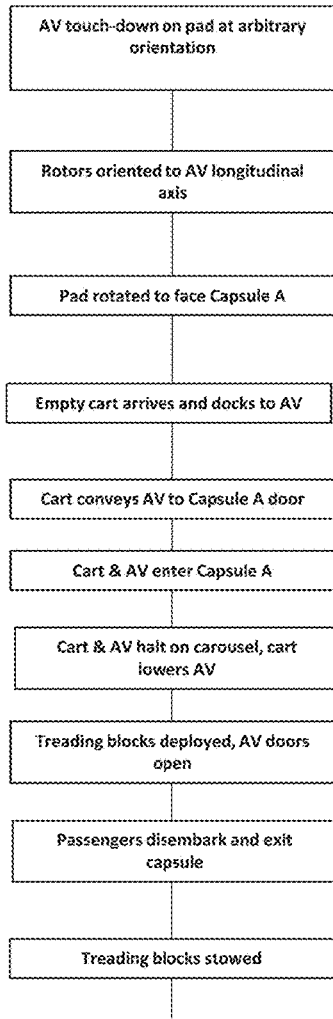 AV touch-down on pad at arbitrary
orientation
Rotors oriented to AV longitudinal
axis
Pad rotated to face Capsule A
Empty cart arrives and docks to AV
Cart conveys AV to Capsule A door
Cart & AV enter Capsule A
Cart & AV halt on carousel, cart
lowers AV
Treading blocks deployed, AV doors
open
Passengers disembark and exit
capsule
Treading blocks stowed